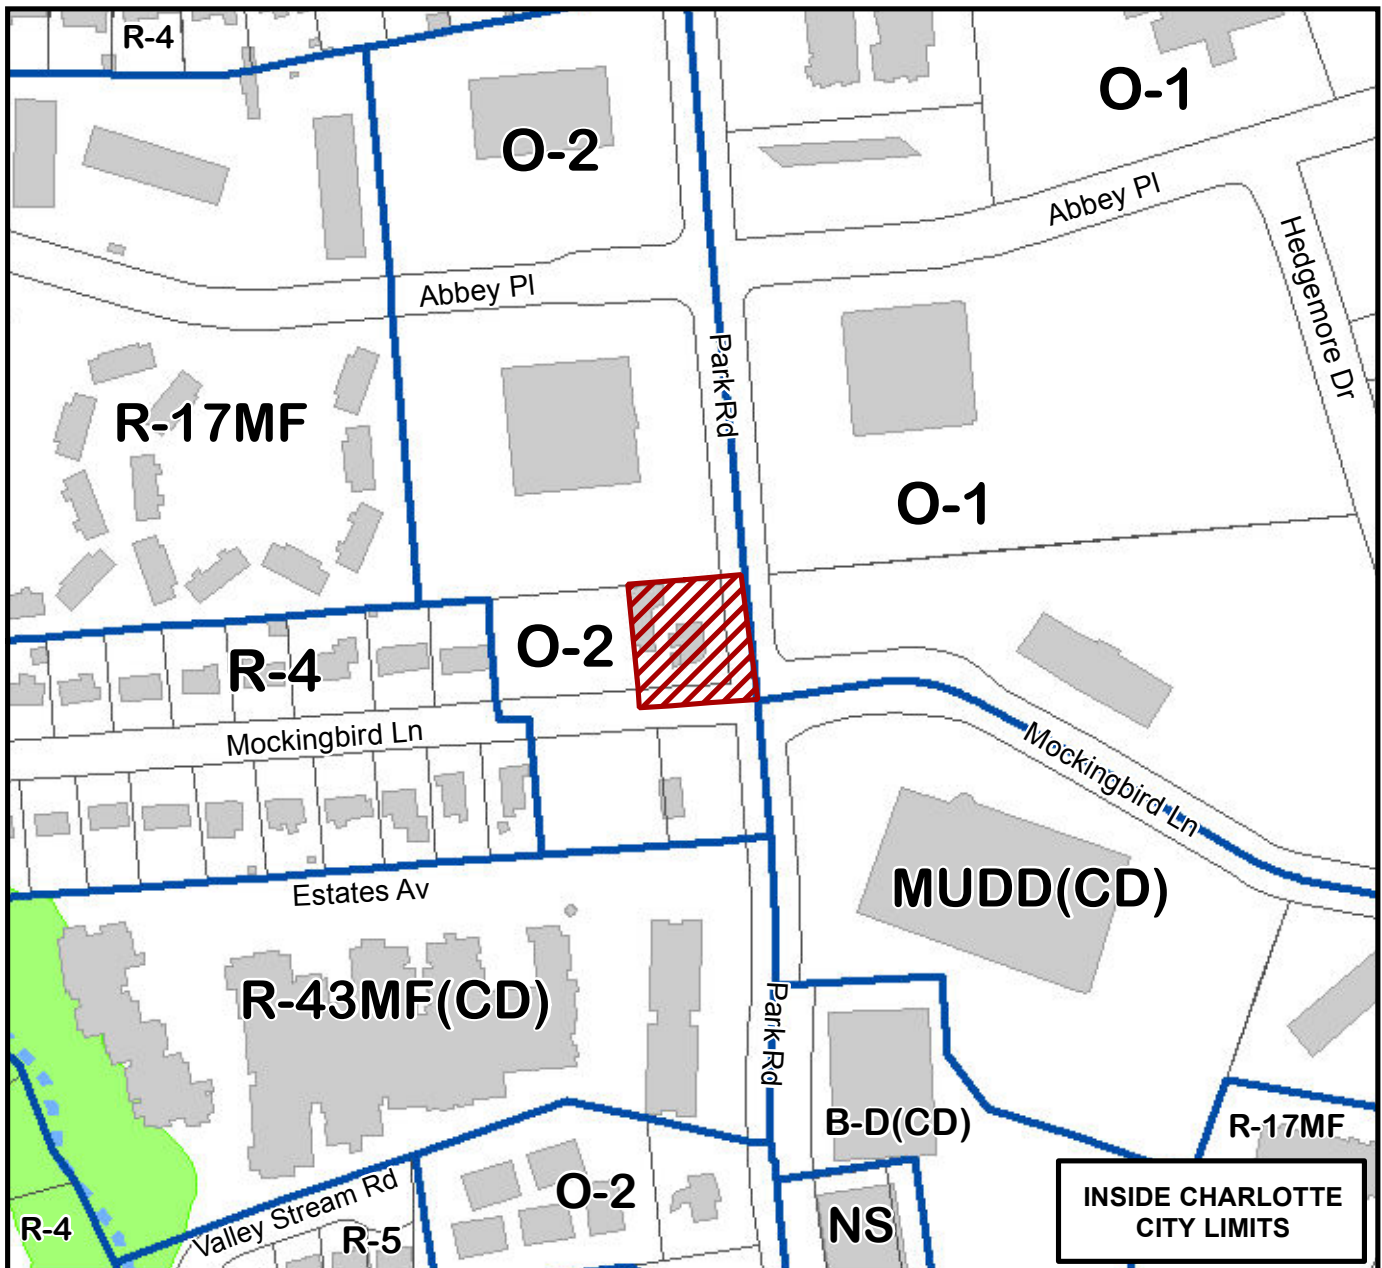 R-4
O-1
O-2
Abbey Pl
Abbey Pl
Hedgemore Dr
Park Rd
R-17MF
O-1
O-2
R-4
Mockingbird Ln
Mockingbird Ln
MUDD(CD)
Estates Av
R-43MF(CD)
Park Rd
B-D(CD)
R-17MF
O-2
Valley Stream Rd
R-4
R-5
NS
INSIDE CHARLOTTE
CITY LIMITS